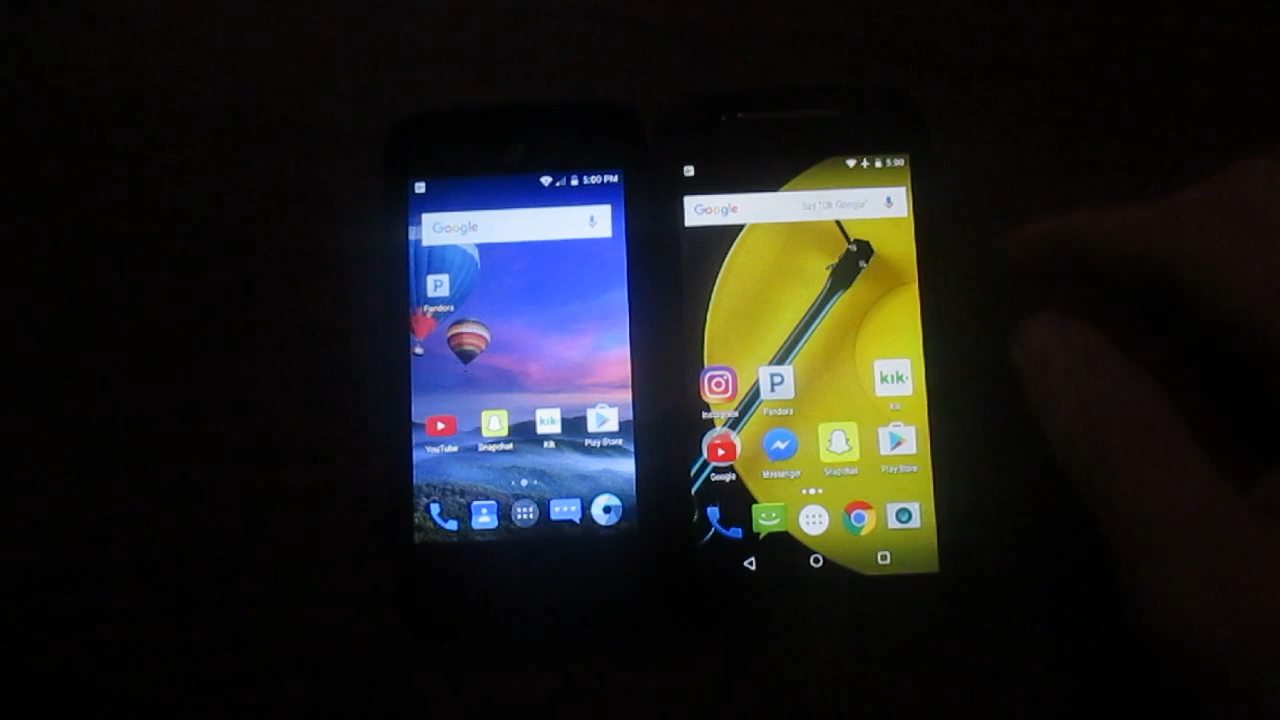 5:00 PM
Google
P
Pandora
kik
YouTube
Snapchat
Kik
Play Store
5:00
Google
Say "Ok Google"
P
kik
Instagram
Pandora
Kik
Google
Messenger
Snapchat
Play Store